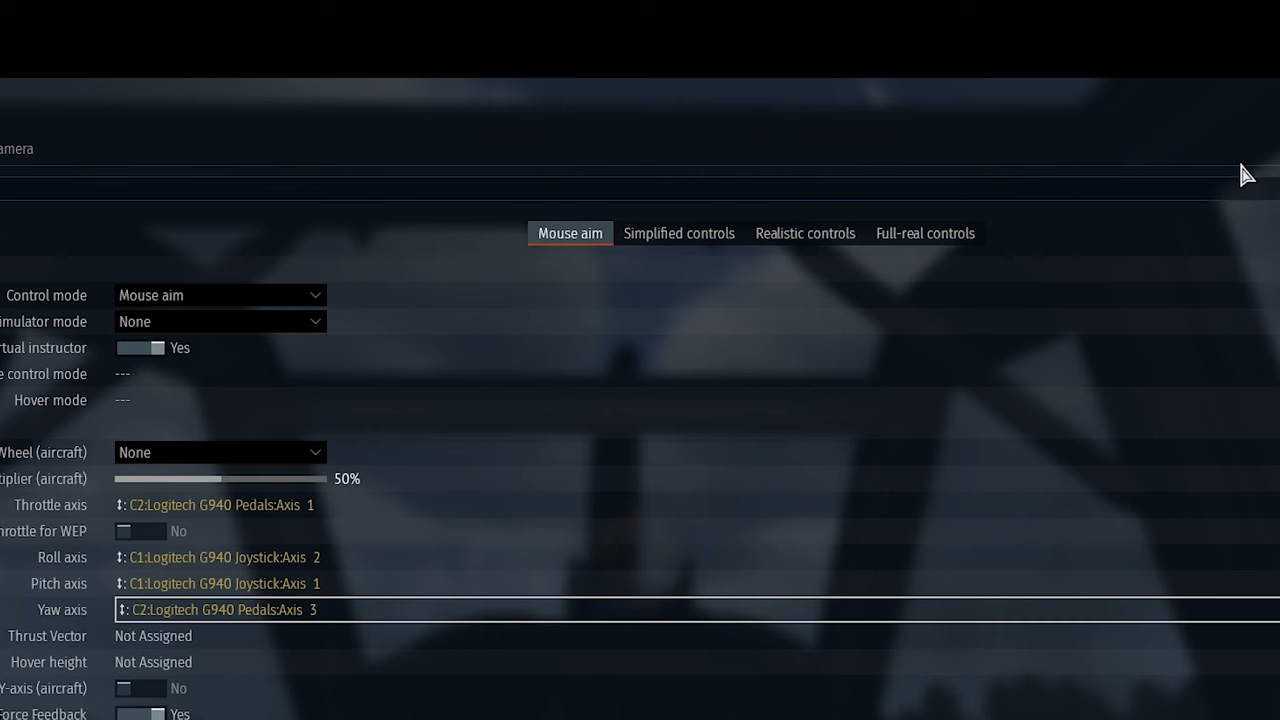 amera
Mouse aim Simplified controls Realistic controls Full-real controls
Control mode Mouse aim
imulator mode None
rtual instructor Yes
e control mode ---
Hover mode ---
Wheel (aircraft) None
tiplier (aircraft) 50%
Throttle axis ↕: C2:Logitech G940 Pedals:Axis 1
hrottle for WEP No
Roll axis ↕: C1:Logitech G940 Joystick:Axis 2
Pitch axis ↕: C1:Logitech G940 Joystick:Axis 1
Yaw axis ↕: C2:Logitech G940 Pedals:Axis 3
Thrust Vector Not Assigned
Hover height Not Assigned
Y-axis (aircraft) No
Force Feedback Yes